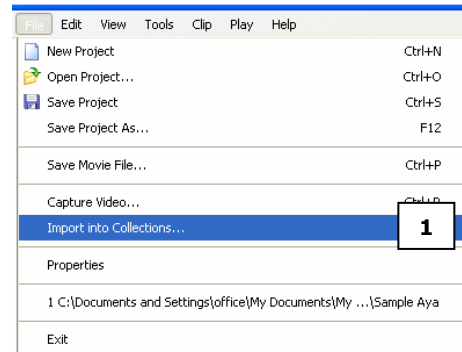 File Edit View Tools Clip Play Help
New Project Ctrl+N
Open Project... Ctrl+O
Save Project Ctrl+S
Save Project As... F12
Save Movie File... Ctrl+P
Capture Video...
Import into Collections... 1
Properties
1 C:\Documents and Settings\office\My Documents\My ...\Sample Aya
Exit